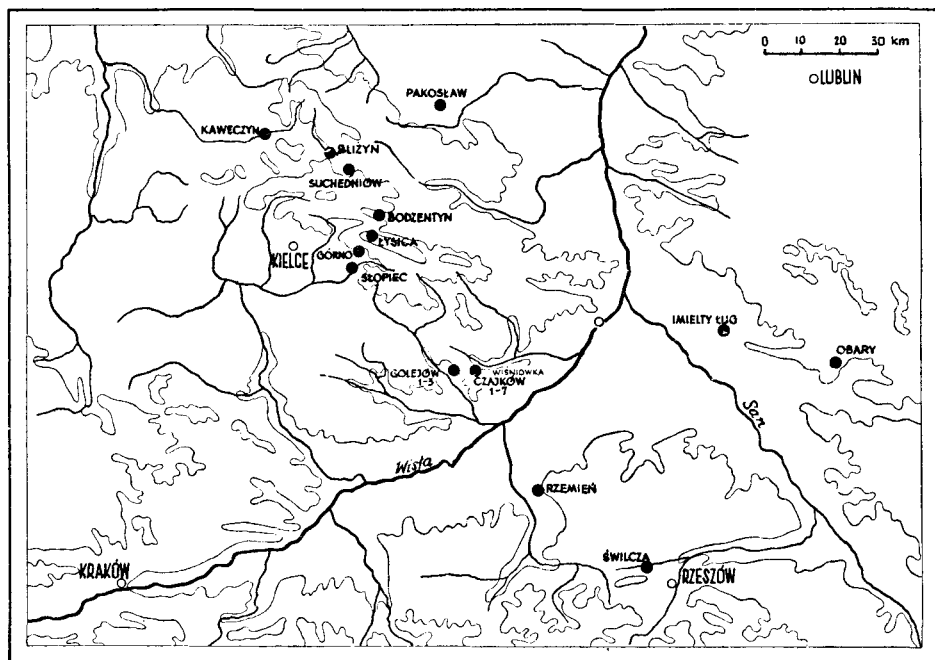 0 10 20 30 km
LUBLIN
PAKOSŁAW
KAWĘCZYN
BLIŻYN
SUCHEDNIÓW
BODZENTYN
ŁYSICA
KIELCE
GÓRNO
SŁOPIEC
IMIELTY ŁUG
OBARY
GOLEJÓW
1-3
WIŚNIÓWKA
CZAJKÓW
1-7
San
Wisła
RZEMIEŃ
ŚWILCZA
KRAKÓW
RZESZÓW